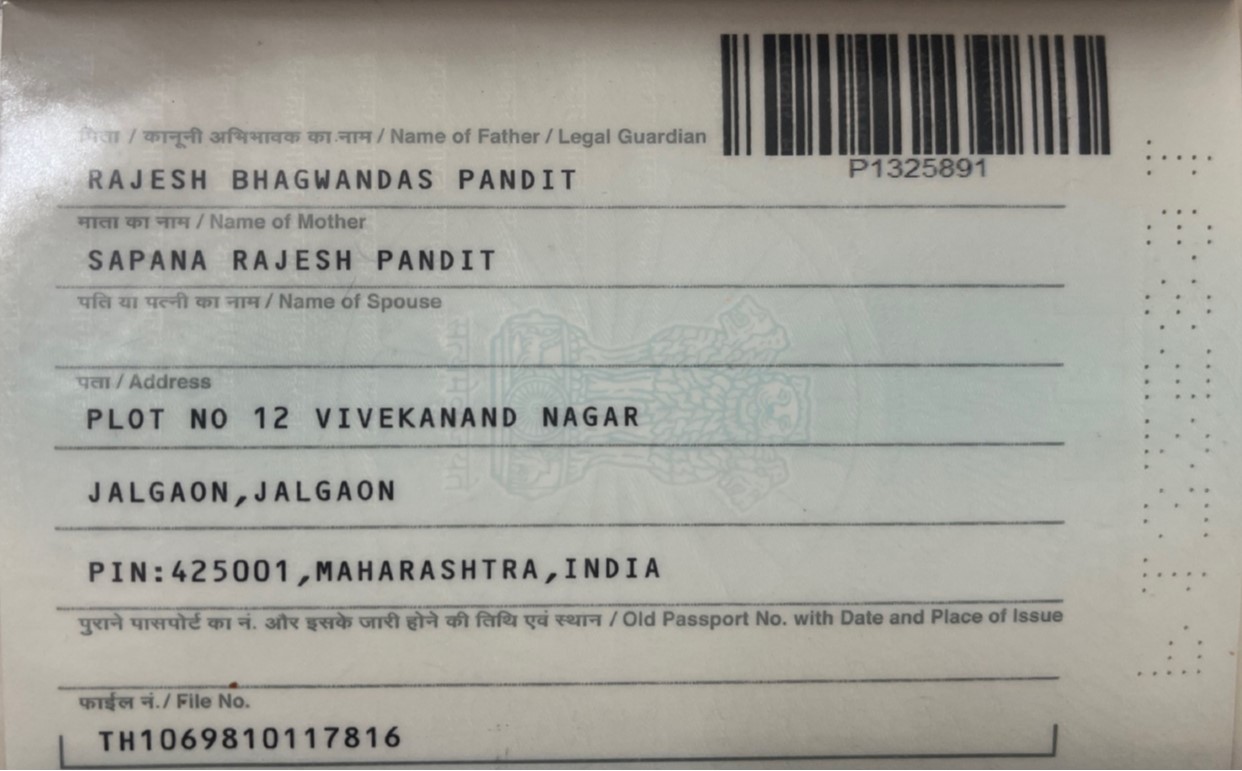 पिता / कानूनी अभिभावक का नाम / Name of Father / Legal Guardian
P1325891
RAJESH BHAGWANDAS PANDIT
माता का नाम / Name of Mother
SAPANA RAJESH PANDIT
पति या पत्नी का नाम / Name of Spouse
पता / Address
PLOT NO 12 VIVEKANAND NAGAR
JALGAON,JALGAON
PIN:425001,MAHARASHTRA,INDIA
पुराने पासपोर्ट का नं. और इसके जारी होने की तिथि एवं स्थान / Old Passport No. with Date and Place of Issue
फाईल नं./ File No.
TH1069810117816